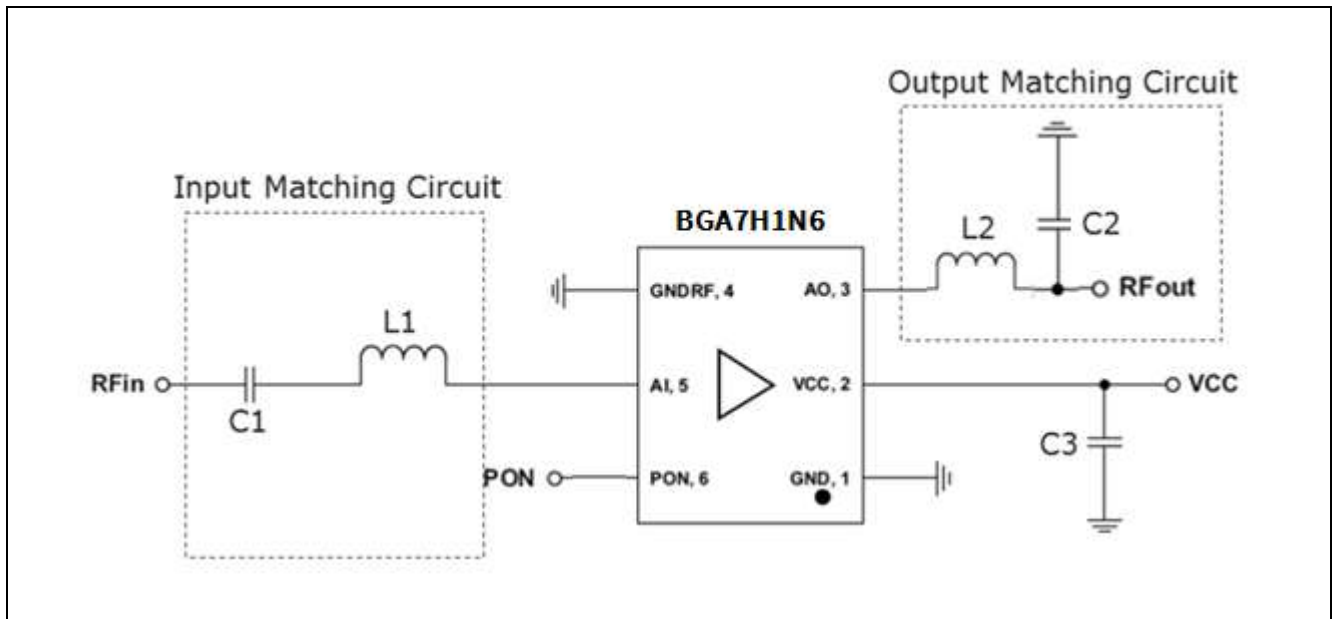 Output Matching Circuit
Input Matching Circuit
BGA7H1N6
L2
C2
GNDRF, 4
AO, 3
RFout
L1
RFin
C1
AI, 5
VCC, 2
VCC
C3
PON
PON, 6
GND, 1